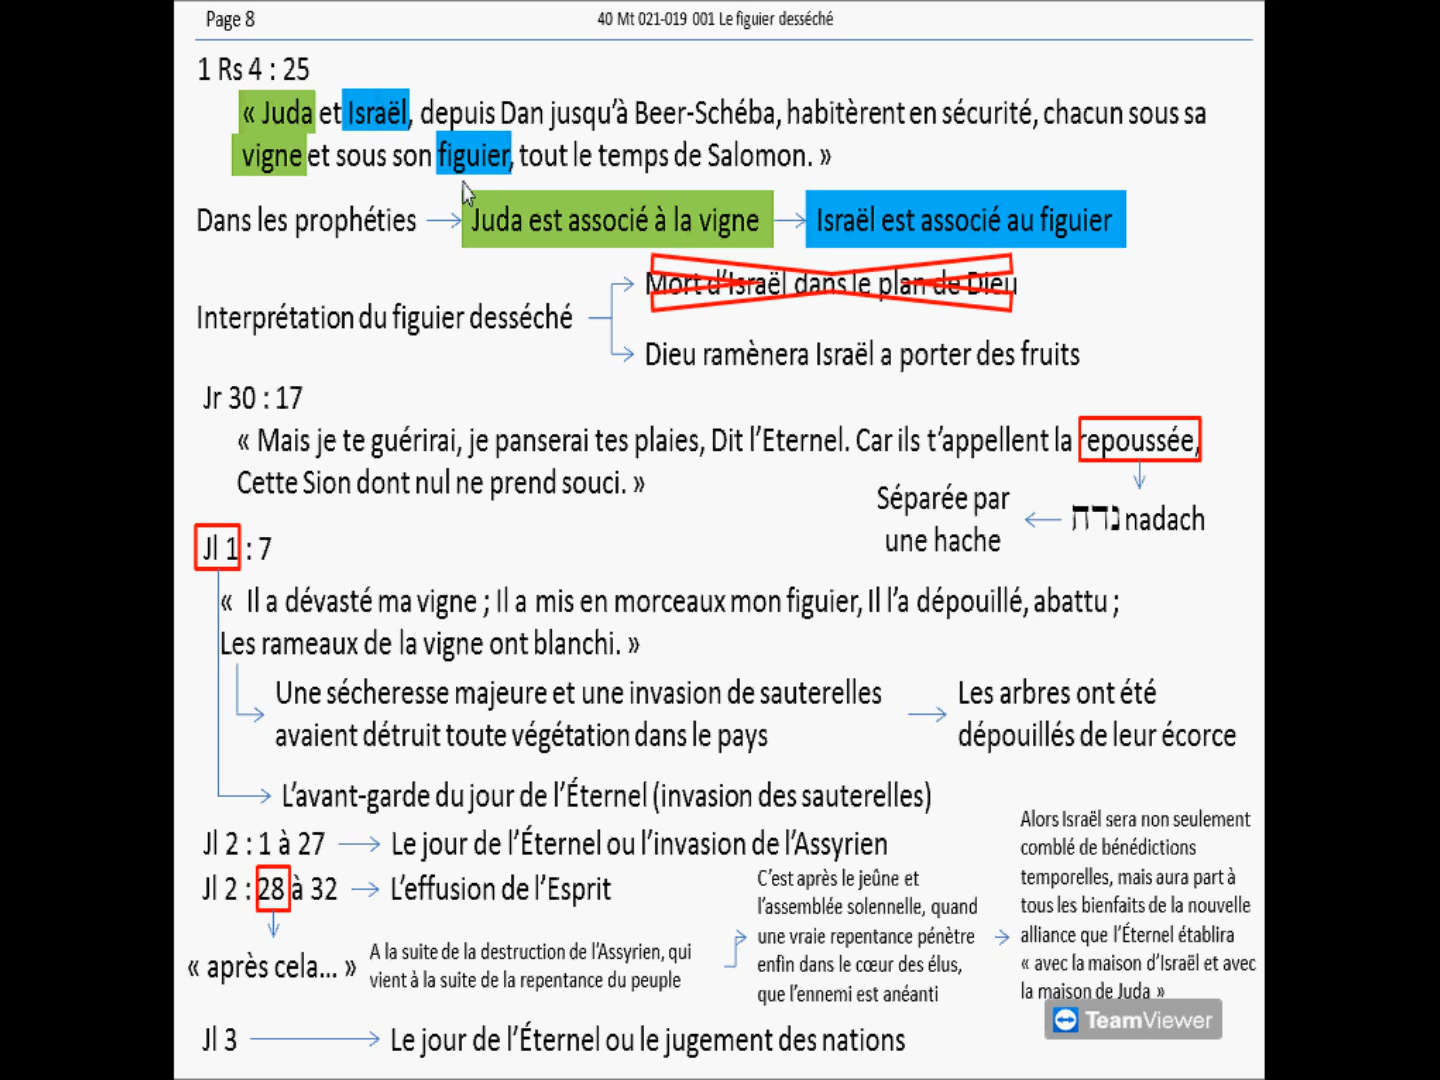 Page 8
40 Mt 021-019 001 Le figuier desséché
1 Rs 4 : 25
« Juda et Israël, depuis Dan jusqu'à Beer-Schéba, habitèrent en sécurité, chacun sous sa
vigne et sous son figuier, tout le temps de Salomon. »
Dans les prophéties
Juda est associé à la vigne
Israël est associé au figuier
Mort d'Israël dans le plan de Dieu
Interprétation du figuier desséché
Dieu ramènera Israël a porter des fruits
Jr 30 : 17
« Mais je te guérirai, je panserai tes plaies, Dit l'Eternel. Car ils t'appellent la repoussée,
Cette Sion dont nul ne prend souci. »
Séparée par
une hache
נדח nadach
Jl 1 : 7
« Il a dévasté ma vigne ; Il a mis en morceaux mon figuier, Il l'a dépouillé, abattu ;
Les rameaux de la vigne ont blanchi. »
Une sécheresse majeure et une invasion de sauterelles
avaient détruit toute végétation dans le pays
Les arbres ont été
dépouillés de leur écorce
L'avant-garde du jour de l'Éternel (invasion des sauterelles)
Jl 2 : 1 à 27
Le jour de l'Éternel ou l'invasion de l'Assyrien
Jl 2 : 28 à 32
L'effusion de l'Esprit
« après cela... »
A la suite de la destruction de l'Assyrien, qui
vient à la suite de la repentance du peuple
C'est après le jeûne et
l'assemblée solennelle, quand
une vraie repentance pénètre
enfin dans le cœur des élus,
que l'ennemi est anéanti
Alors Israël sera non seulement
comblé de bénédictions
temporelles, mais aura part à
tous les bienfaits de la nouvelle
alliance que l'Éternel établira
« avec la maison d'Israël et avec
la maison de Juda »
TeamViewer
Jl 3
Le jour de l'Éternel ou le jugement des nations